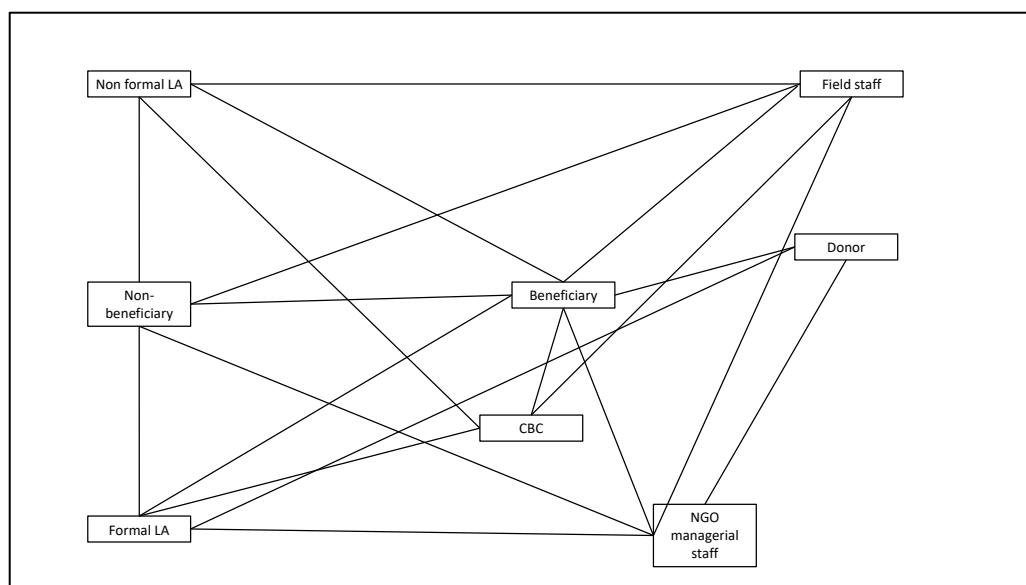 Non formal LA
Field staff
Donor
Non-
beneficiary
Beneficiary
CBC
Formal LA
NGO
managerial
staff